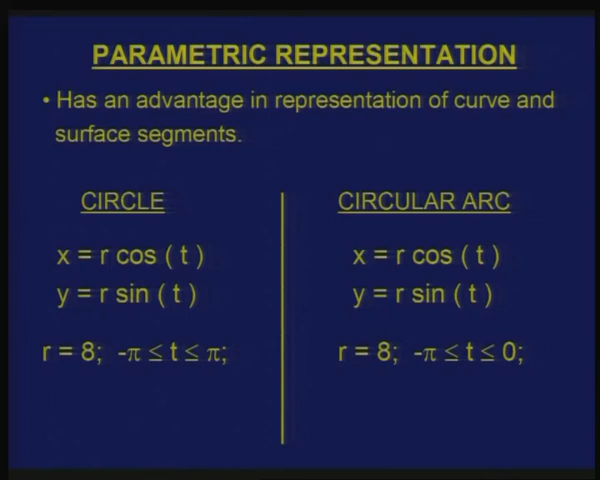 PARAMETRIC REPRESENTATION
• Has an advantage in representation of curve and
surface segments.
CIRCLE
x = r cos ( t )
y = r sin ( t )
r = 8; -π ≤ t ≤ π;
CIRCULAR ARC
x = r cos ( t )
y = r sin ( t )
r = 8; -π ≤ t ≤ 0;